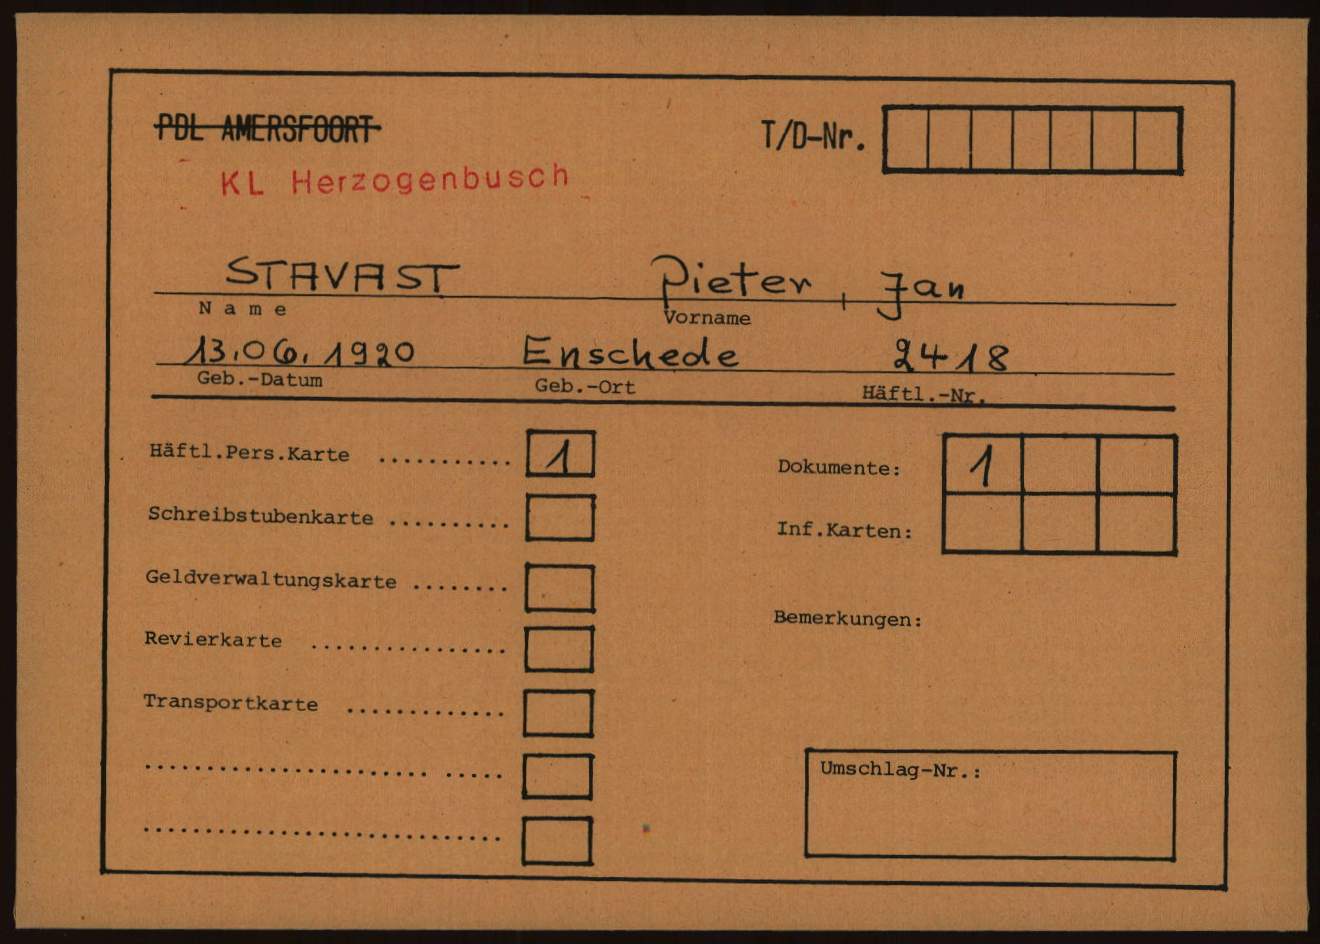 PDL AMERSFOORT T/D-Nr.
KL Herzogenbusch
STAVAST Pieter, Jan
Name Vorname
13.06.1920 Enschede 2418
Geb.-Datum Geb.-Ort Häftl.-Nr.
Häftl.Pers.Karte ........... 1 Dokumente: 1
Schreibstubenkarte .......... Inf.Karten:
Geldverwaltungskarte ........
Revierkarte ................ Bemerkungen:
Transportkarte .............
....................... ..... Umschlag-Nr.:
.............................